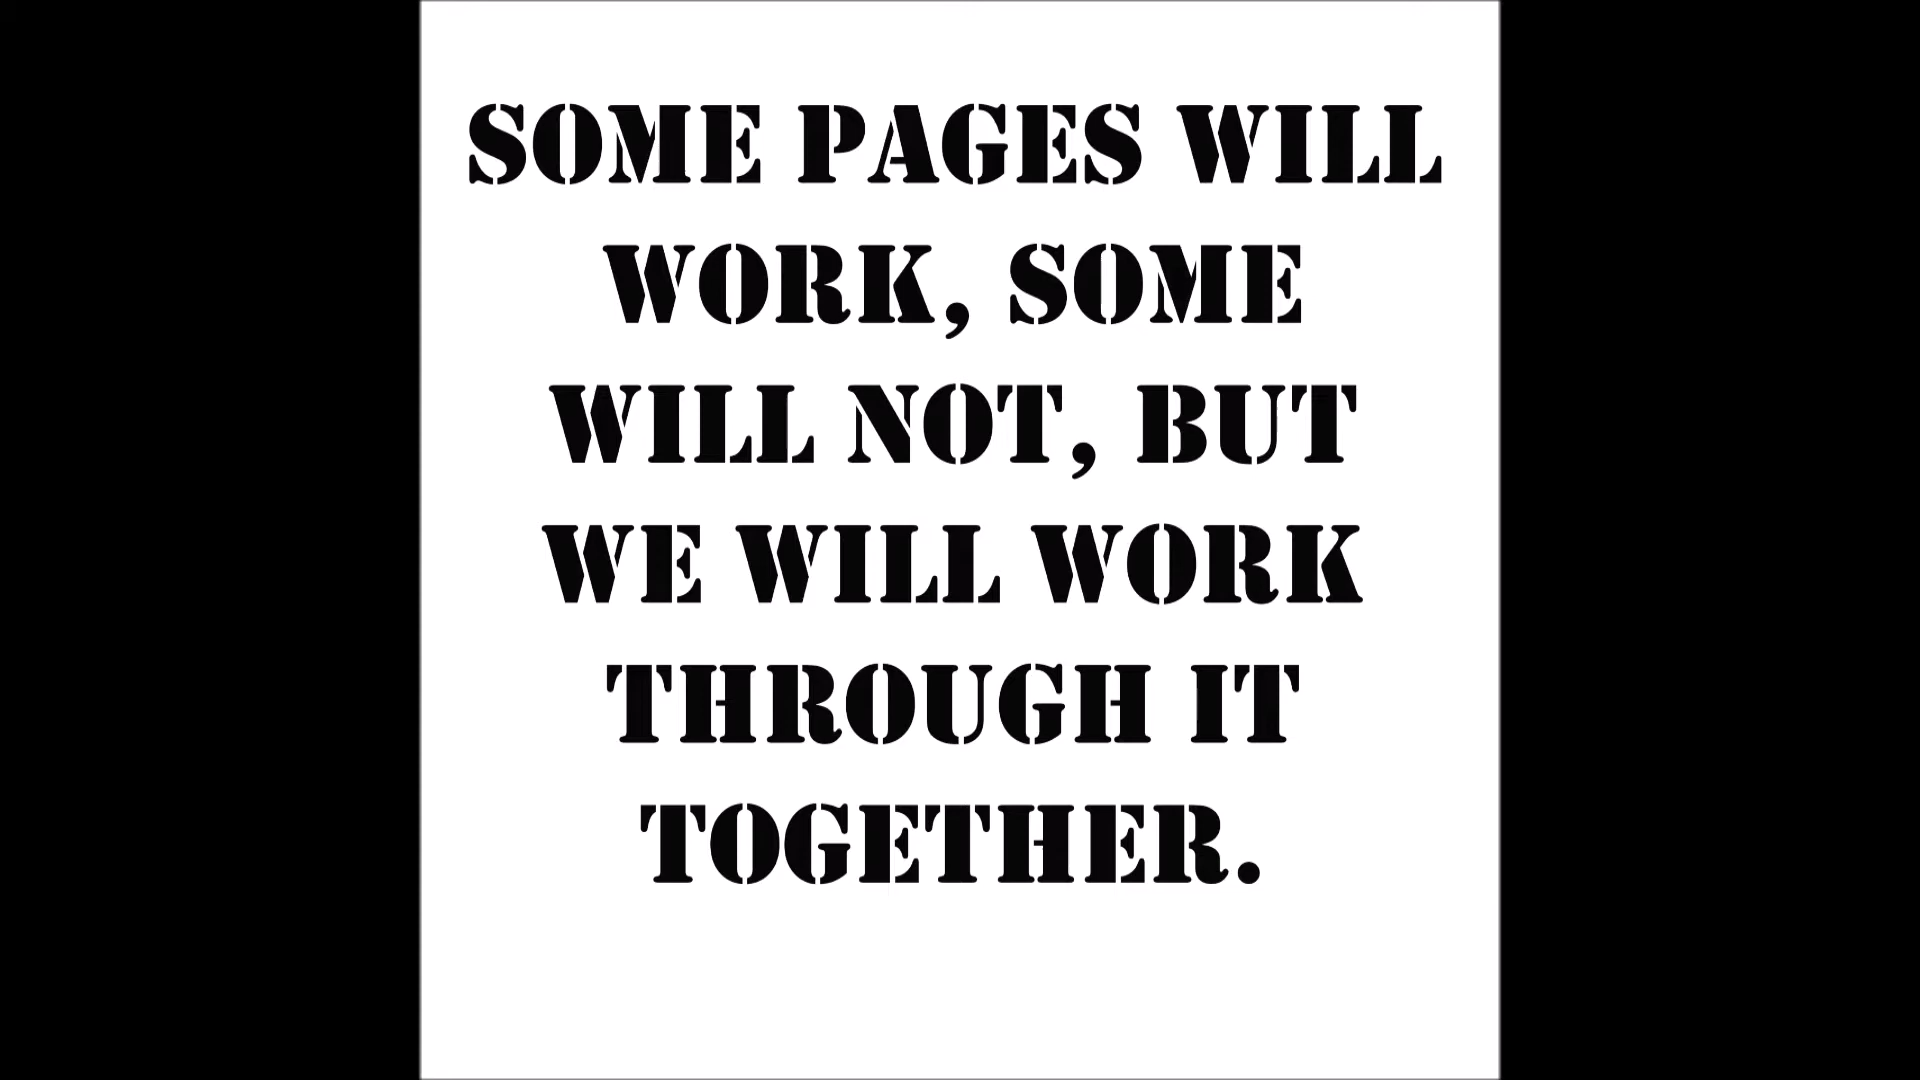 SOME PAGES WILL
WORK, SOME
WILL NOT, BUT
WE WILL WORK
THROUGH IT
TOGETHER.